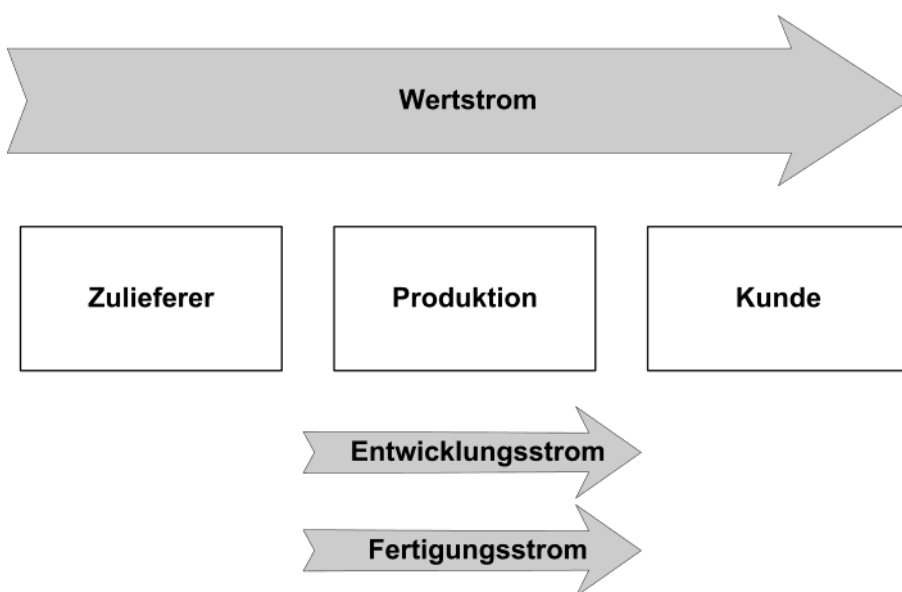 Wertstrom
Zulieferer
Produktion
Kunde
Entwicklungsstrom
Fertigungsstrom